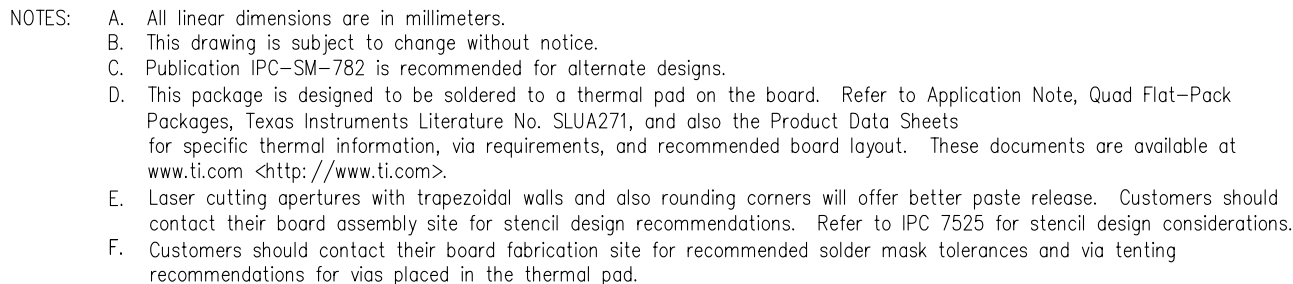 NOTES: A. All linear dimensions are in millimeters.
B. This drawing is subject to change without notice.
C. Publication IPC-SM-782 is recommended for alternate designs.
D. This package is designed to be soldered to a thermal pad on the board. Refer to Application Note, Quad Flat-Pack
Packages, Texas Instruments Literature No. SLUA271, and also the Product Data Sheets
for specific thermal information, via requirements, and recommended board layout. These documents are available at
www.ti.com <http://www.ti.com>.
E. Laser cutting apertures with trapezoidal walls and also rounding corners will offer better paste release. Customers should
contact their board assembly site for stencil design recommendations. Refer to IPC 7525 for stencil design considerations.
F. Customers should contact their board fabrication site for recommended solder mask tolerances and via tenting
recommendations for vias placed in the thermal pad.